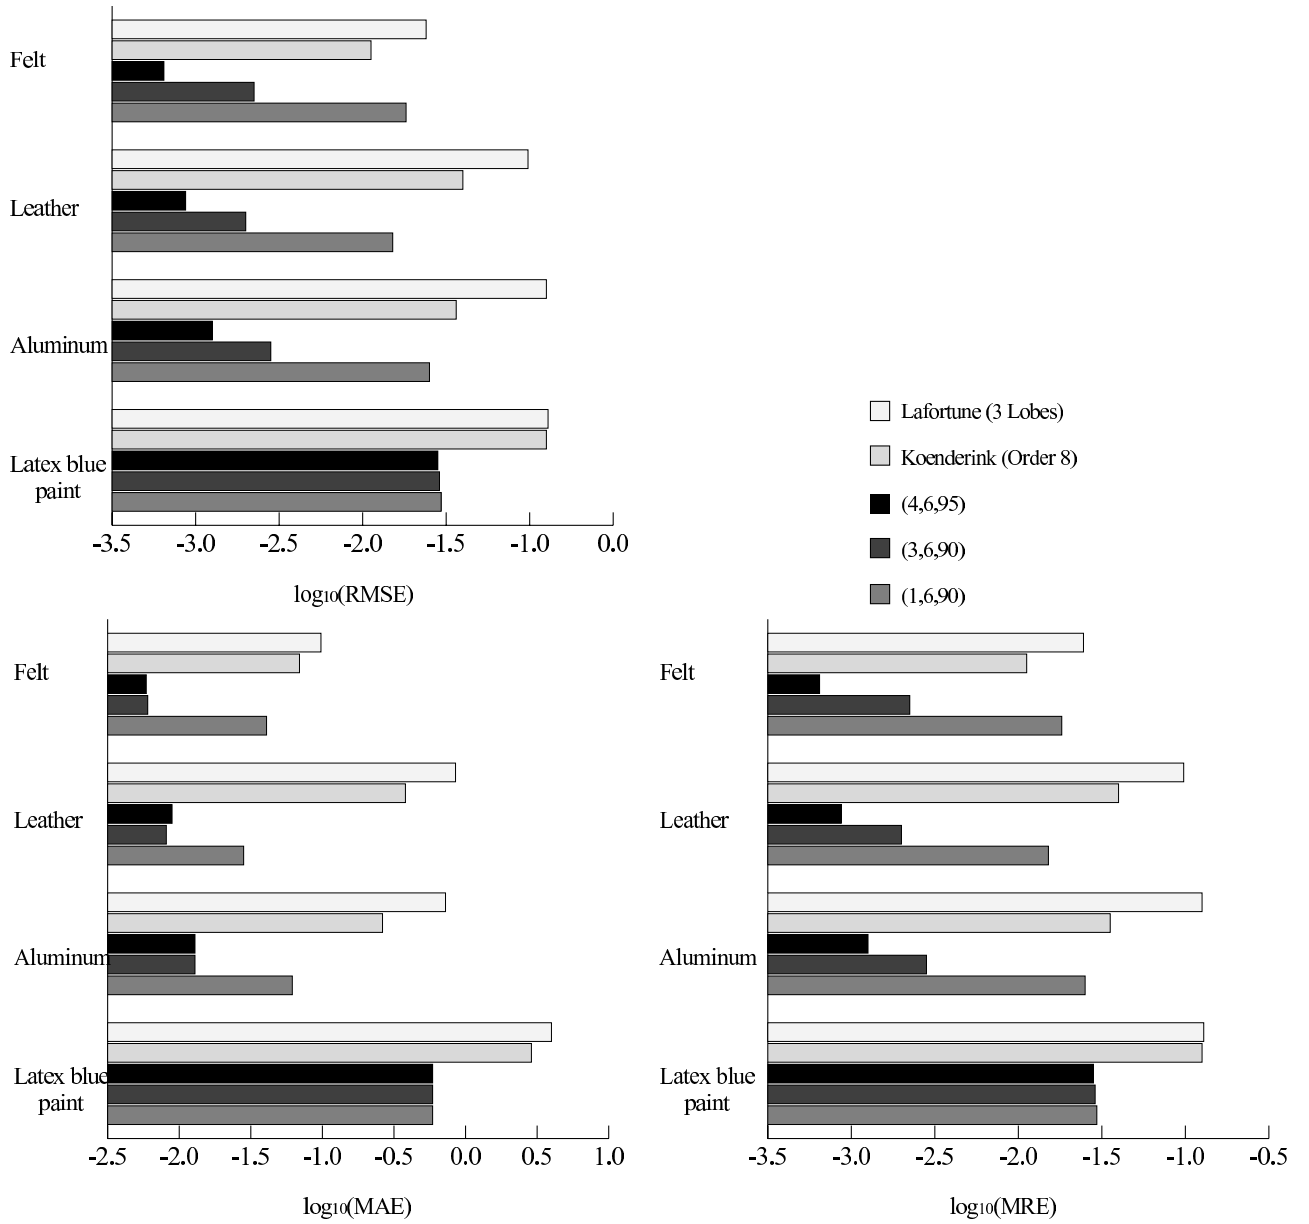 Felt
Leather
Aluminum
Latex blue
paint
-3.5 -3.0 -2.5 -2.0 -1.5 -1.0 0.0
log10(RMSE)
Lafortune (3 Lobes)
Koenderink (Order 8)
(4,6,95)
(3,6,90)
(1,6,90)
Felt
Leather
Aluminum
Latex blue
paint
-2.5 -2.0 -1.5 -1.0 -0.5 0.0 0.5 1.0
log10(MAE)
Felt
Leather
Aluminum
Latex blue
paint
-3.5 -3.0 -2.5 -2.0 -1.5 -1.0 -0.5
log10(MRE)